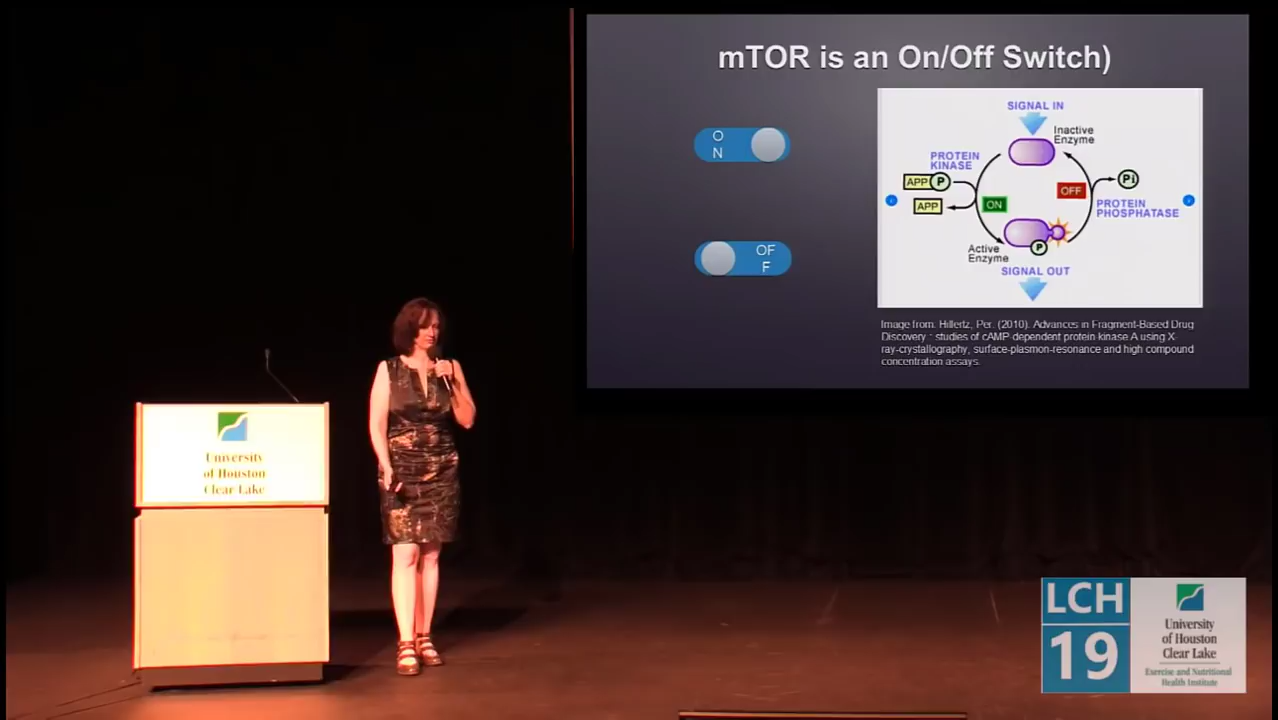 mTOR is an On/Off Switch)
O
N
OF
F
SIGNAL IN
Inactive
Enzyme
PROTEIN
KINASE
APP P
APP
ON
OFF
Pi
PROTEIN
PHOSPHATASE
Active
Enzyme
P
SIGNAL OUT
Image from: Hillertz, Per. (2010). Advances in Fragment-Based Drug
Discovery : studies of cAMP-dependent protein kinase A using X-
ray-crystallography, surface-plasmon-resonance and high compound
concentration assays.
University
of Houston
Clear Lake
LCH
19
University
of Houston
Clear Lake
Exercise and Nutritional
Health Institute